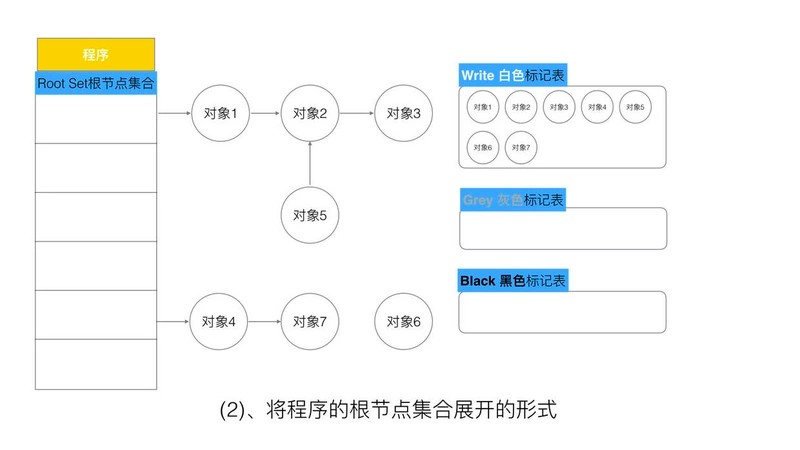 程序
Root Set根节点集合
对象1
对象2
对象3
对象5
对象4
对象7
对象6
Write 白色标记表
对象1 对象2 对象3 对象4 对象5
对象6 对象7
Grey 灰色标记表
Black 黑色标记表
(2)、将程序的根节点集合展开的形式